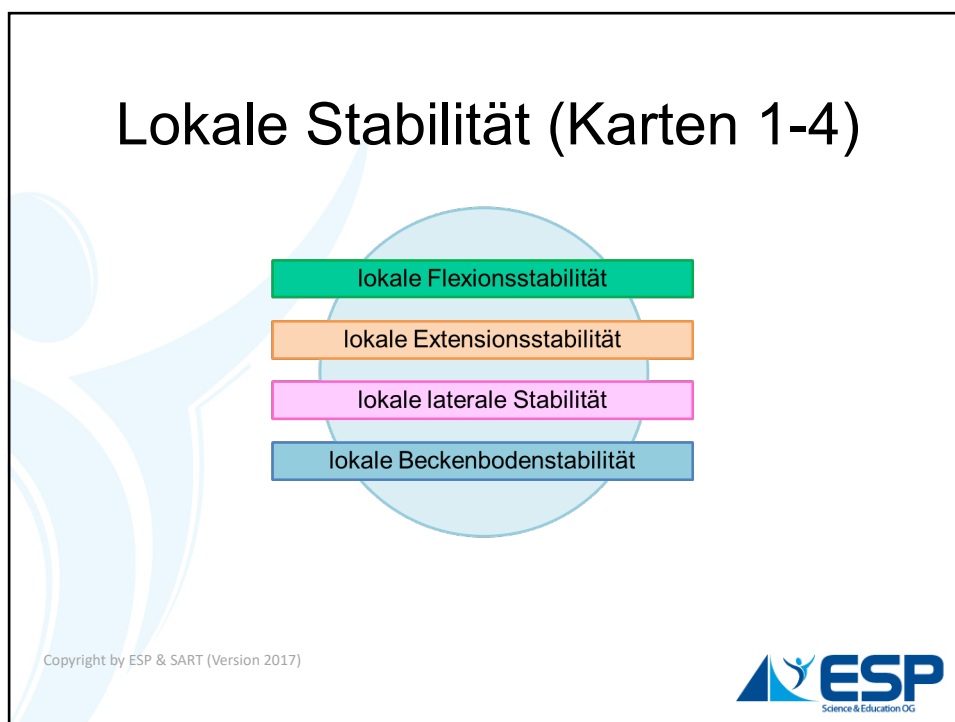 Lokale Stabilität (Karten 1-4)
lokale Flexionsstabilität
lokale Extensionsstabilität
lokale laterale Stabilität
lokale Beckenbodenstabilität
Copyright by ESP & SART (Version 2017)
ESP
Science & Education OG